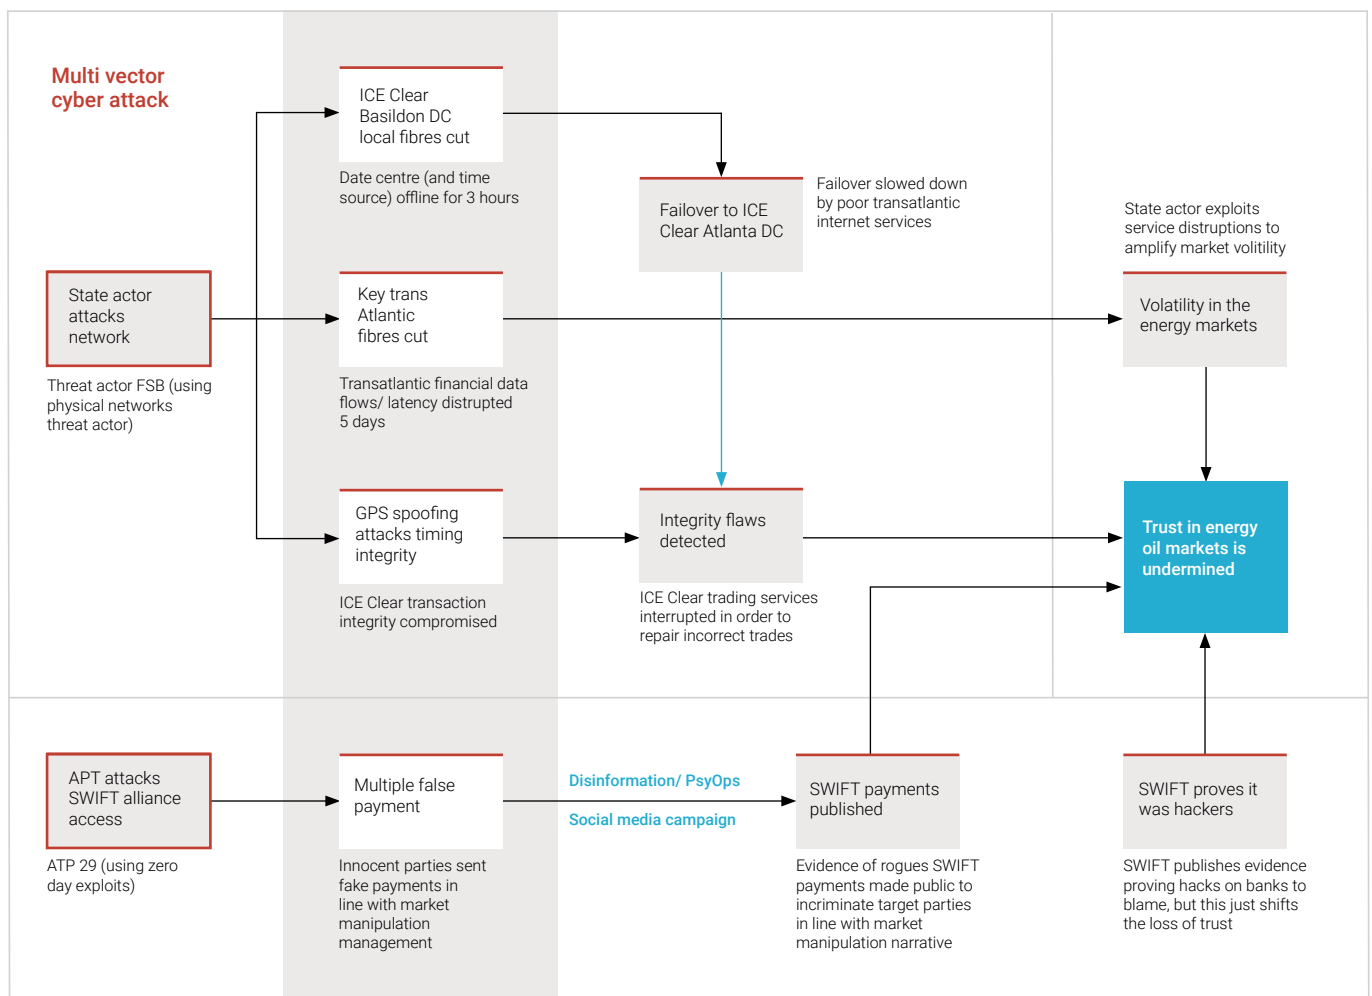 Multi vector
cyber attack
ICE Clear
Basildon DC
local fibres cut
Date centre (and time
source) offline for 3 hours
Failover to ICE
Clear Atlanta DC
Failover slowed down
by poor transatlantic
internet services
State actor exploits
service distruptions to
amplify market volitility
State actor
attacks
network
Threat actor FSB (using
physical networks
threat actor)
Key trans
Atlantic
fibres cut
Transatlantic financial data
flows/ latency distrupted
5 days
Volatility in the
energy markets
GPS spoofing
attacks timing
integrity
ICE Clear transaction
integrity compromised
Integrity flaws
detected
ICE Clear trading services
interrupted in order to
repair incorrect trades
Trust in energy
oil markets is
undermined
APT attacks
SWIFT alliance
access
ATP 29 (using zero
day exploits)
Multiple false
payment
Innocent parties sent
fake payments in
line with market
manipulation
management
Disinformation/ PsyOps
Social media campaign
SWIFT payments
published
Evidence of rogues SWIFT
payments made public to
incriminate target parties
in line with market
manipulation narrative
SWIFT proves it
was hackers
SWIFT publishes evidence
proving hacks on banks to
blame, but this just shifts
the loss of trust